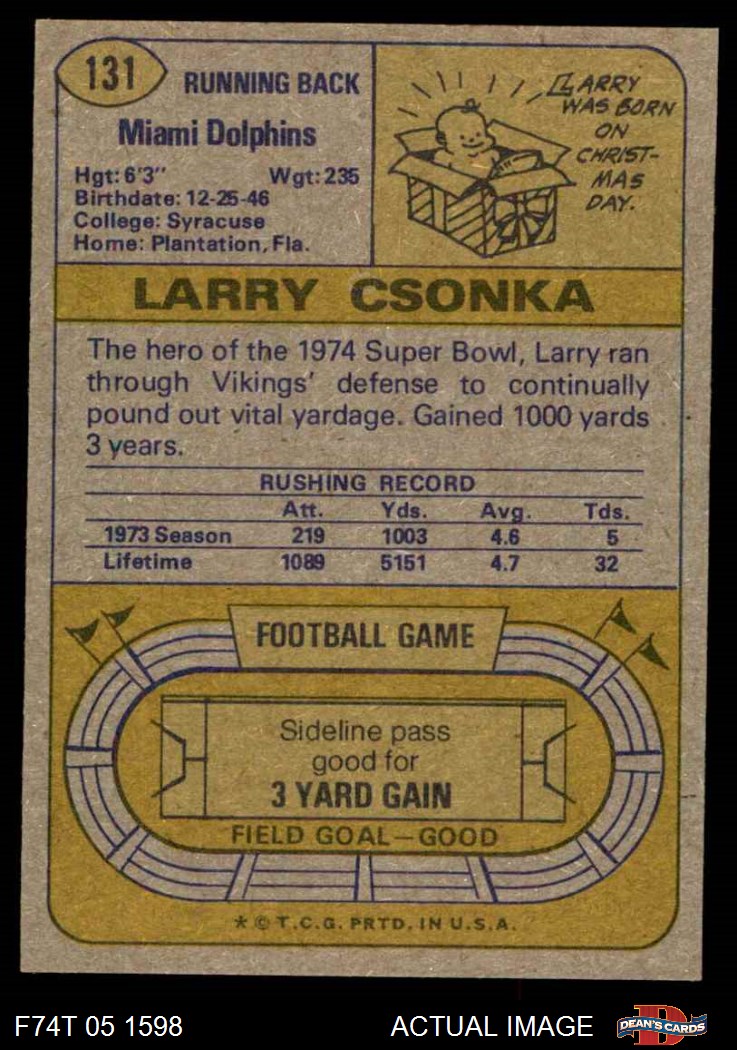 131
RUNNING BACK
Miami Dolphins
Hgt: 6'3" Wgt: 235
Birthdate: 12-25-46
College: Syracuse
Home: Plantation, Fla.
LARRY
WAS BORN
ON
CHRIST-
MAS
DAY.
LARRY CSONKA
The hero of the 1974 Super Bowl, Larry ran
through Vikings' defense to continually
pound out vital yardage. Gained 1000 yards
3 years.
RUSHING RECORD
Att. Yds. Avg. Tds.
1973 Season 219 1003 4.6 5
Lifetime 1089 5151 4.7 32
FOOTBALL GAME
Sideline pass
good for
3 YARD GAIN
FIELD GOAL—GOOD
* © T.C.G. PRTD. IN U.S.A.
F74T 05 1598 ACTUAL IMAGE
D
DEAN'S CARDS